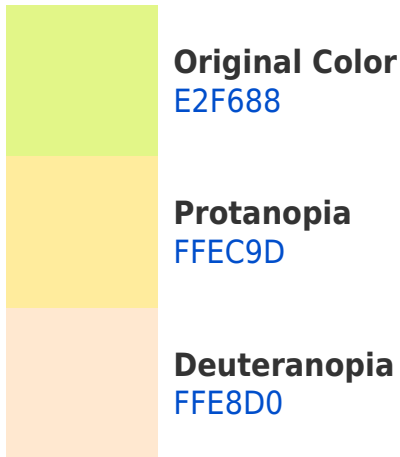 Original Color
E2F688
Protanopia
FFEC9D
Deuteranopia
FFE8D0